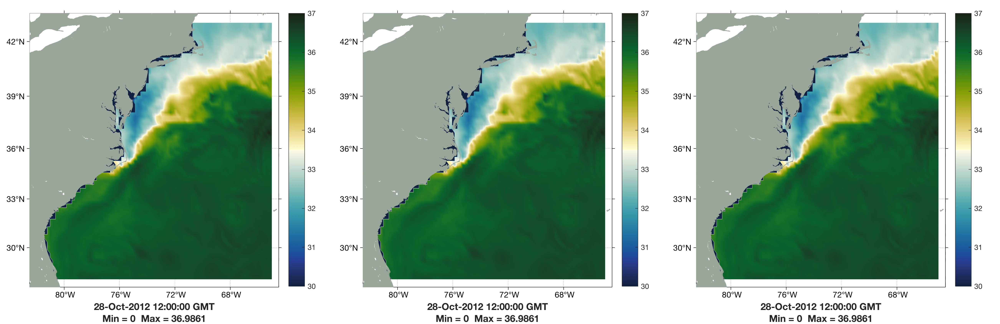 42°N
39°N
36°N
33°N
30°N
80°W 76°W 72°W 68°W
37
36
35
34
33
32
31
30
28-Oct-2012 12:00:00 GMT
Min = 0 Max = 36.9861
42°N
39°N
36°N
33°N
30°N
80°W 76°W 72°W 68°W
37
36
35
34
33
32
31
30
28-Oct-2012 12:00:00 GMT
Min = 0 Max = 36.9861
42°N
39°N
36°N
33°N
30°N
80°W 76°W 72°W 68°W
37
36
35
34
33
32
31
30
28-Oct-2012 12:00:00 GMT
Min = 0 Max = 36.9861